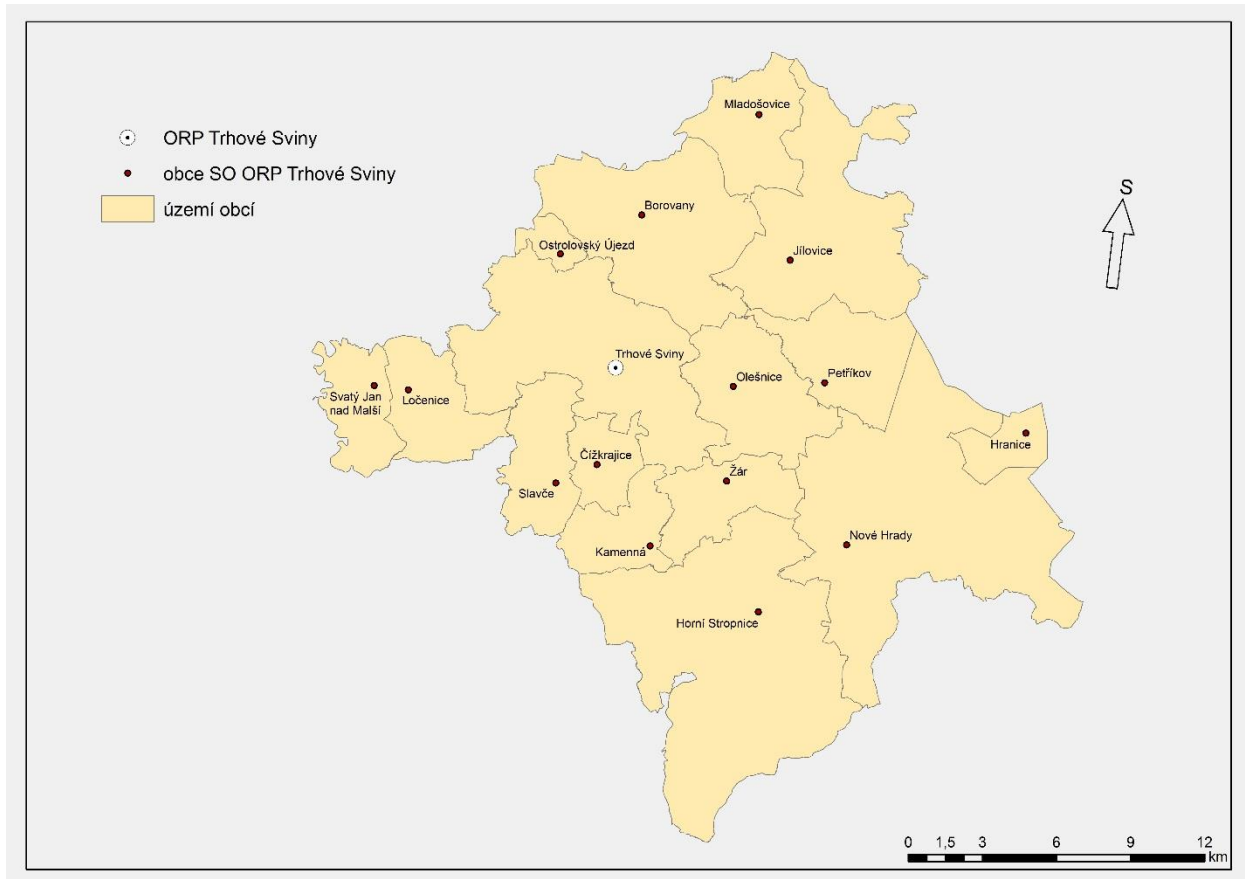 ORP Trhové Sviny
obce SO ORP Trhové Sviny
území obcí
S
Mladošovice
Borovany
Ostrolovský Újezd
Jílovice
Trhové Sviny
Olešnice
Petříkov
Svatý Jan
nad Malší
Ločenice
Hranice
Čížkrajice
Žár
Slavče
Nové Hrady
Kamenná
Horní Stropnice
0 1,5 3 6 9 12
km